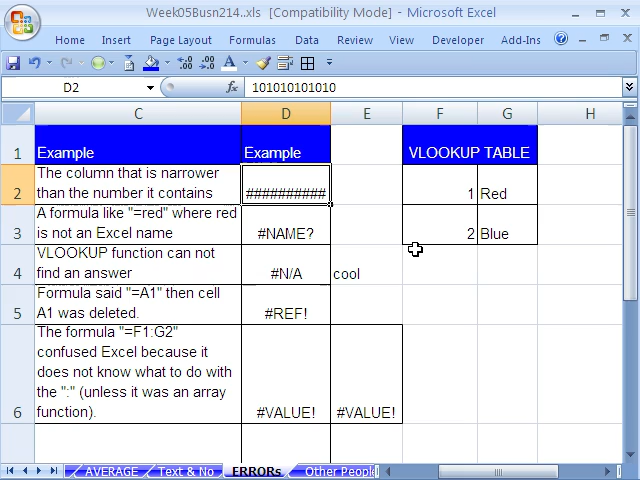 Week05Busn214..xls [Compatibility Mode] - Microsoft Excel
Home Insert Formulas Data Review View Developer Add-Ins
D2 fx 101010101010
C D E F G H
1 Example Example VLOOKUP TABLE
The column that is narrower
2 than the number it contains ########## 1 Red
A formula like "=red" where red
3 is not an Excel name #NAME? 2 Blue
VLOOKUP function can not
4 find an answer #N/A cool
Formula said "=A1" then cell
5 A1 was deleted. #REF!
The formula "=F1:G2"
confused Excel because it
does not know what to do with
the ":" (unless it was an array
6 function). #VALUE! #VALUE!
AVERAGE Text & No ERRORs Other People